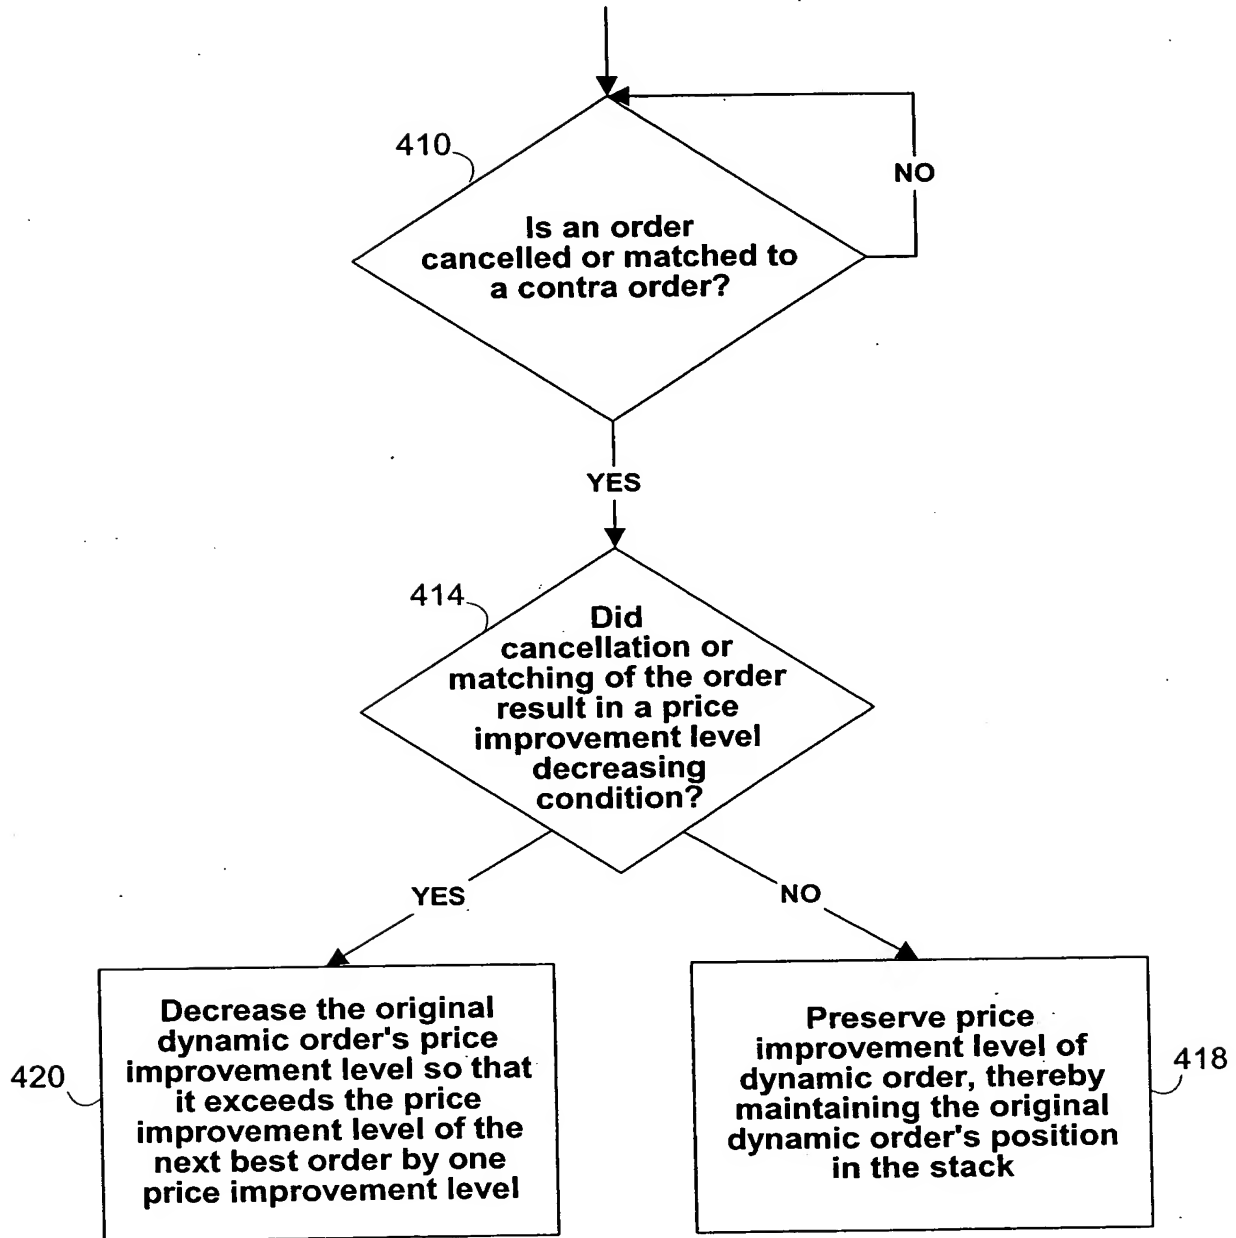 410
NO
Is an order
cancelled or matched to
a contra order?
YES
414
Did
cancellation or
matching of the order
result in a price
improvement level
decreasing
condition?
YES
NO
420
Decrease the original
dynamic order's price
improvement level so that
it exceeds the price
improvement level of the
next best order by one
price improvement level
Preserve price
improvement level of
dynamic order, thereby
maintaining the original
dynamic order's position
in the stack
418